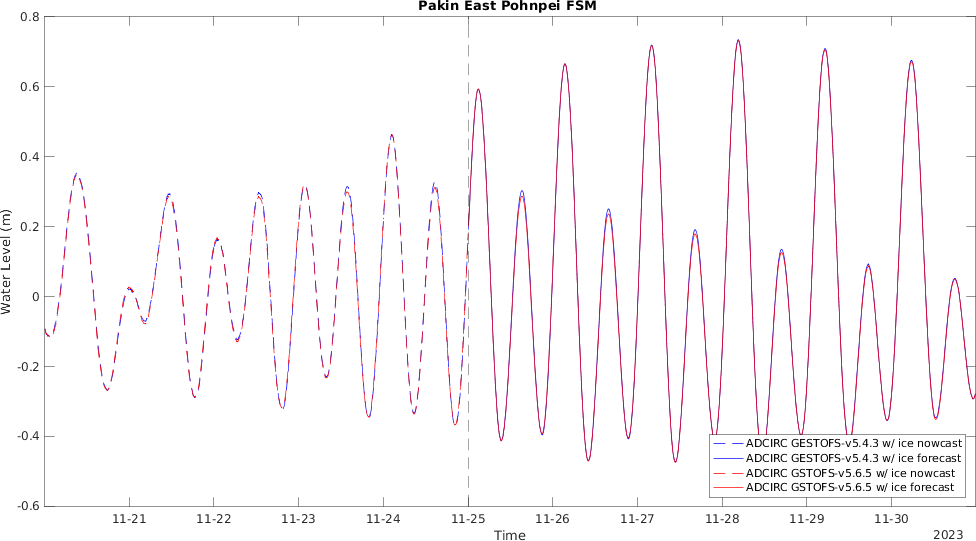 Pakin East Pohnpei FSM
0.8
0.6
0.4
0.2
0
-0.2
-0.4
-0.6
Water Level (m)
11-21
11-22
11-23
11-24
11-25
11-26
11-27
11-28
11-29
11-30
Time
2023
ADCIRC GESTOFS-v5.4.3 w/ ice nowcast
ADCIRC GESTOFS-v5.4.3 w/ ice forecast
ADCIRC GSTOFS-v5.6.5 w/ ice nowcast
ADCIRC GSTOFS-v5.6.5 w/ ice forecast